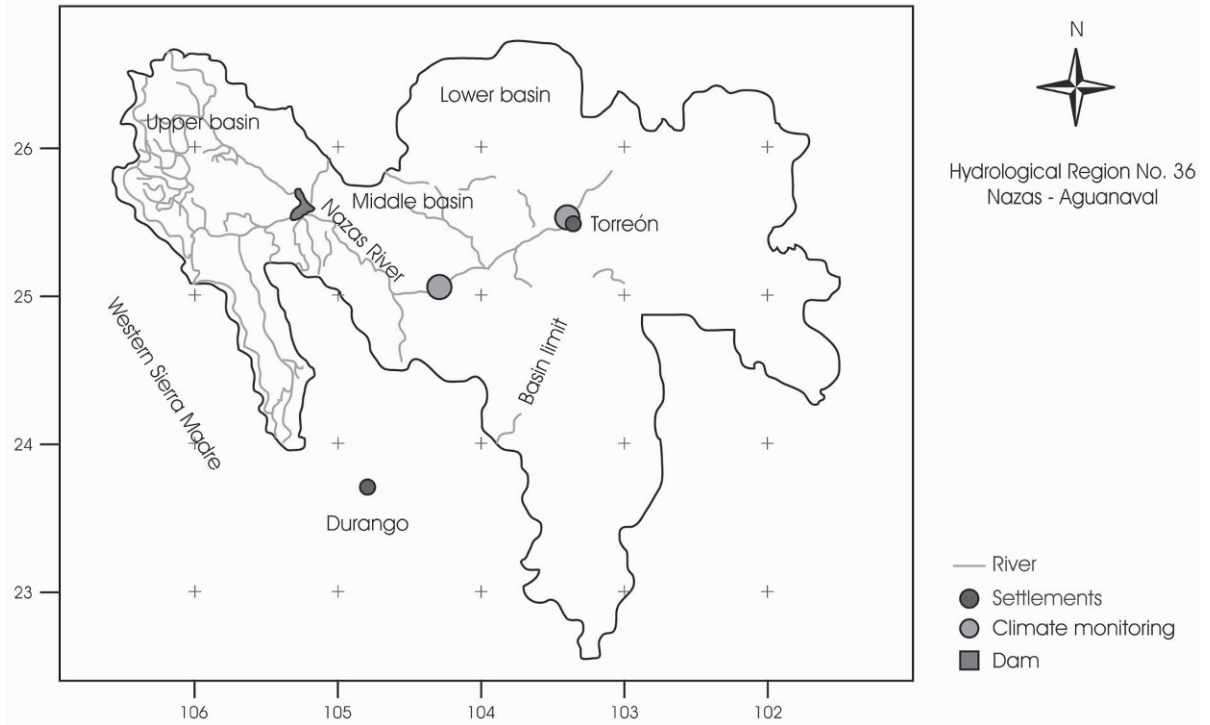 Lower basin
Upper basin
26
Middle basin
Nazas River
Torreón
25
Western Sierra Madre
Basin limit
24
Durango
23
106
105
104
103
102
N
Hydrological Region No. 36
Nazas - Aguanaval
River
Settlements
Climate monitoring
Dam